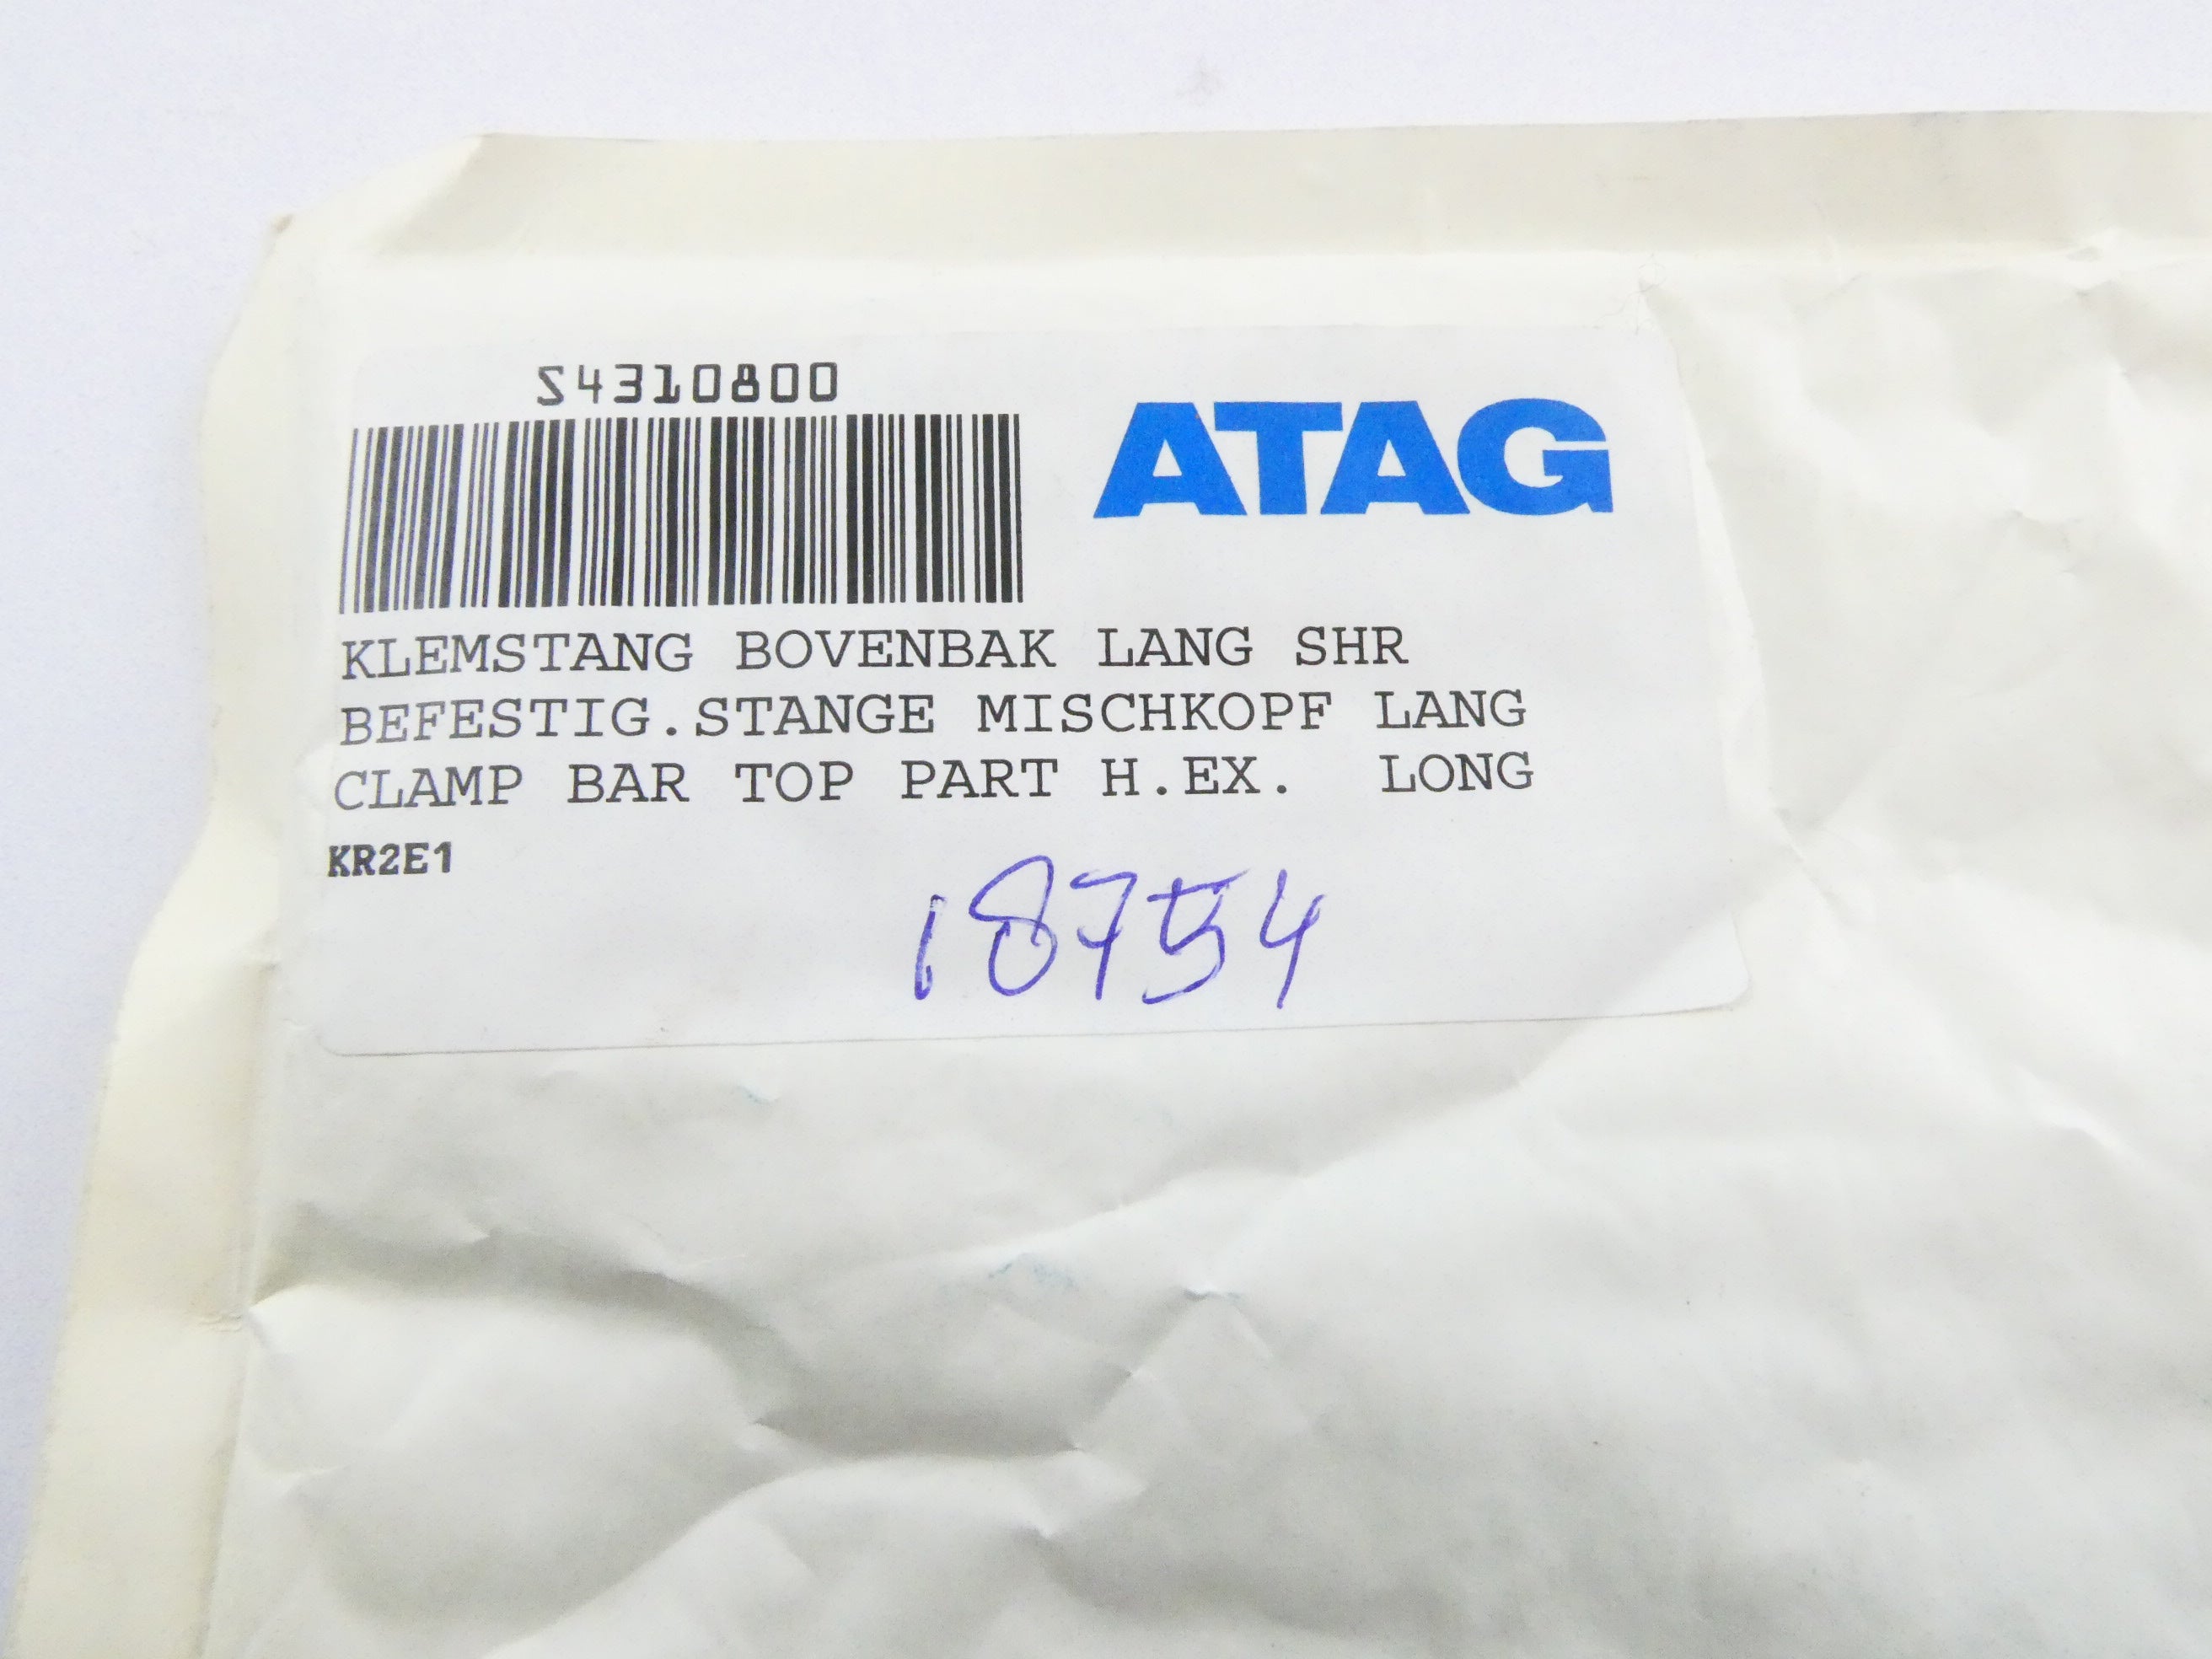 S4310800
ATAG
KLEMSTANG BOVENBAK LANG SHR
BEFESTIG.STANGE MISCHKOPF LANG
CLAMP BAR TOP PART H.EX. LONG
KR2E1
18754